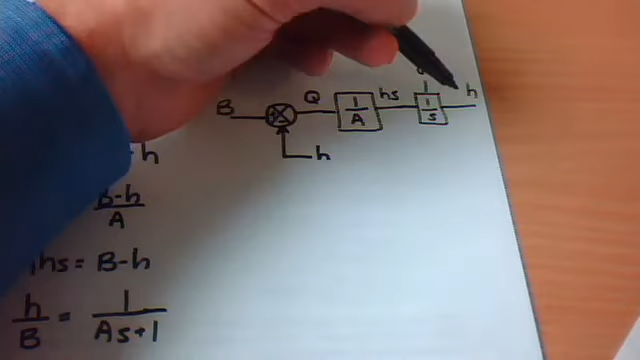 B Q 1/A hs 1/s h
h
-h
B-h/A
hs = B-h
h/B = 1/As+1